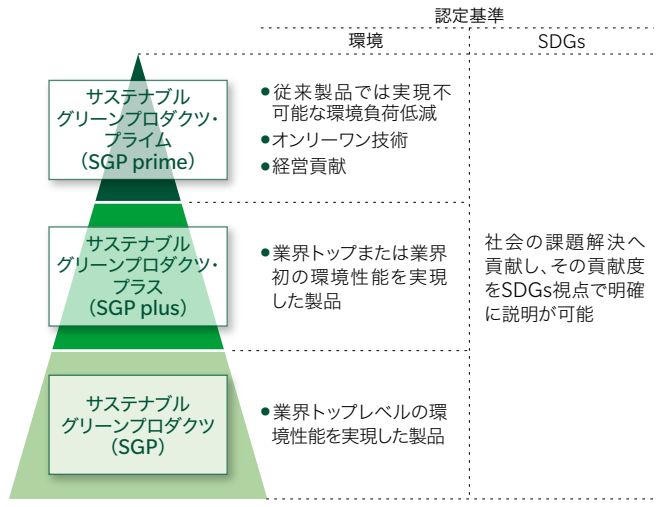 認定基準
環境
SDGs
サステナブル
グリーンプロダクツ・
プライム
（SGP prime）
●従来製品では実現不
可能な環境負荷低減
●オンリーワン技術
●経営貢献
サステナブル
グリーンプロダクツ・
プラス
（SGP plus）
●業界トップまたは業界
初の環境性能を実現
した製品
社会の課題解決へ
貢献し、その貢献度
をSDGs視点で明確
に説明が可能
サステナブル
グリーンプロダクツ
（SGP）
●業界トップレベルの環
境性能を実現した製品